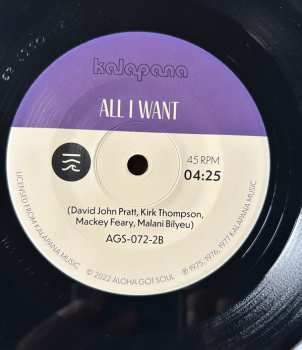 kalapana
ALL I WANT
45 RPM
04:25
(David John Pratt, Kirk Thompson,
Mackey Feary, Malani Bilyeu)
AGS-072-2B
LICENSED FROM KALAPANA MUSIC
© 2022 ALOHA GOT SOUL
℗ 1975, 1976, 1977 KALAPANA MUSIC